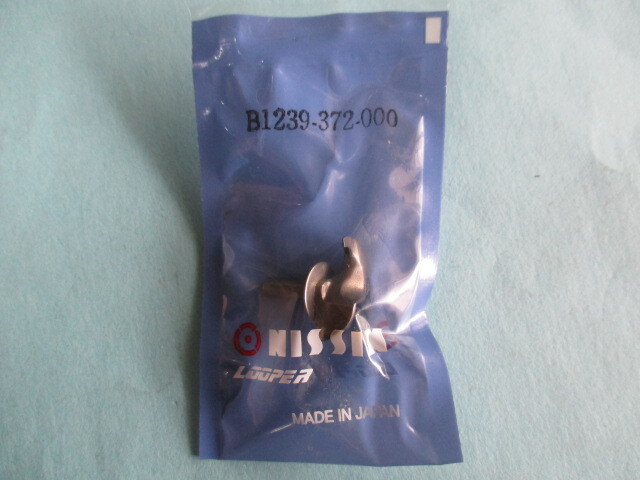 B1239-372-000
NISSIN
LOOPER
MADE IN JAPAN